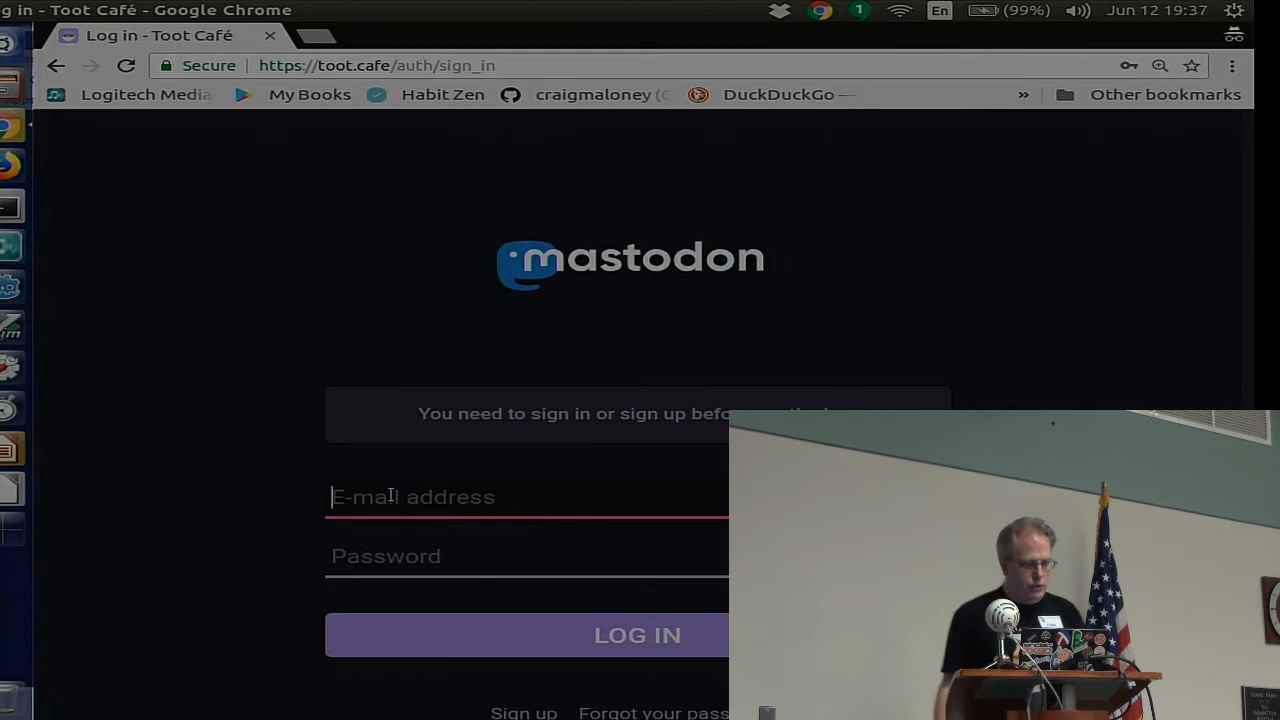 g in - Toot Café - Google Chrome
1
En
(99%)
Jun 12 19:37
Log in - Toot Café
Secure
https://toot.cafe/auth/sign_in
Logitech Media
My Books
Habit Zen
craigmaloney (
DuckDuckGo —
»
Other bookmarks
mastodon
You need to sign in or sign up befo
E-mail address
Password
LOG IN
Sign up
Forgot your pass